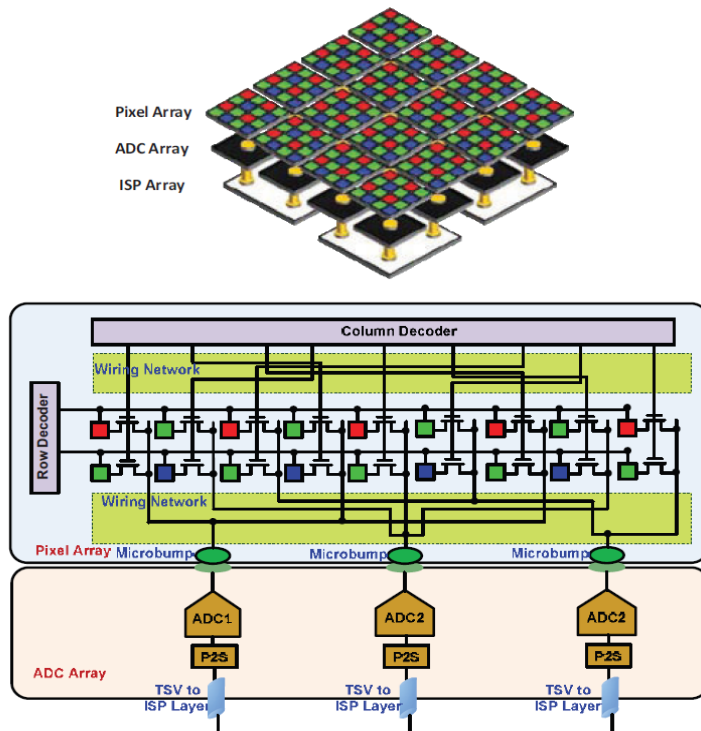 Pixel Array
ADC Array
ISP Array
Column Decoder
Wiring Network
Row Decoder
Wiring Network
Pixel Array
Microbump
Microbump
Microbump
ADC1
ADC2
ADC2
P2S
P2S
P2S
ADC Array
TSV to
ISP Layer
TSV to
ISP Layer
TSV to
ISP Layer